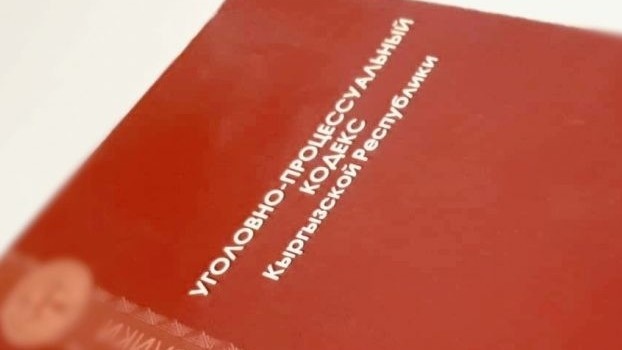 УГОЛОВНО-ПРОЦЕССУАЛЬНЫЙ
КОДЕКС
Кыргызской Республики